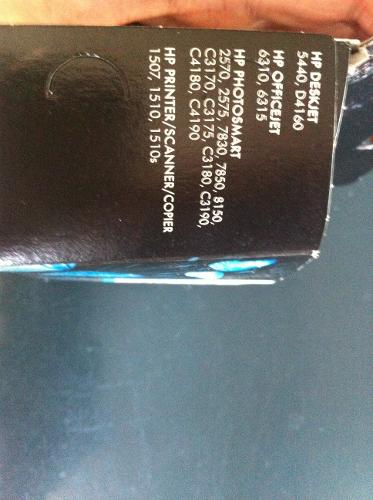 HP DESKJET
5440, D4160
HP OFFICEJET
6310, 6315
HP PHOTOSMART
2570, 2575, 7830, 7850, 8150,
C3170, C3175, C3180, C3190,
C4180, C4190
HP PRINTER/SCANNER/COPIER
1507, 1510, 1510s